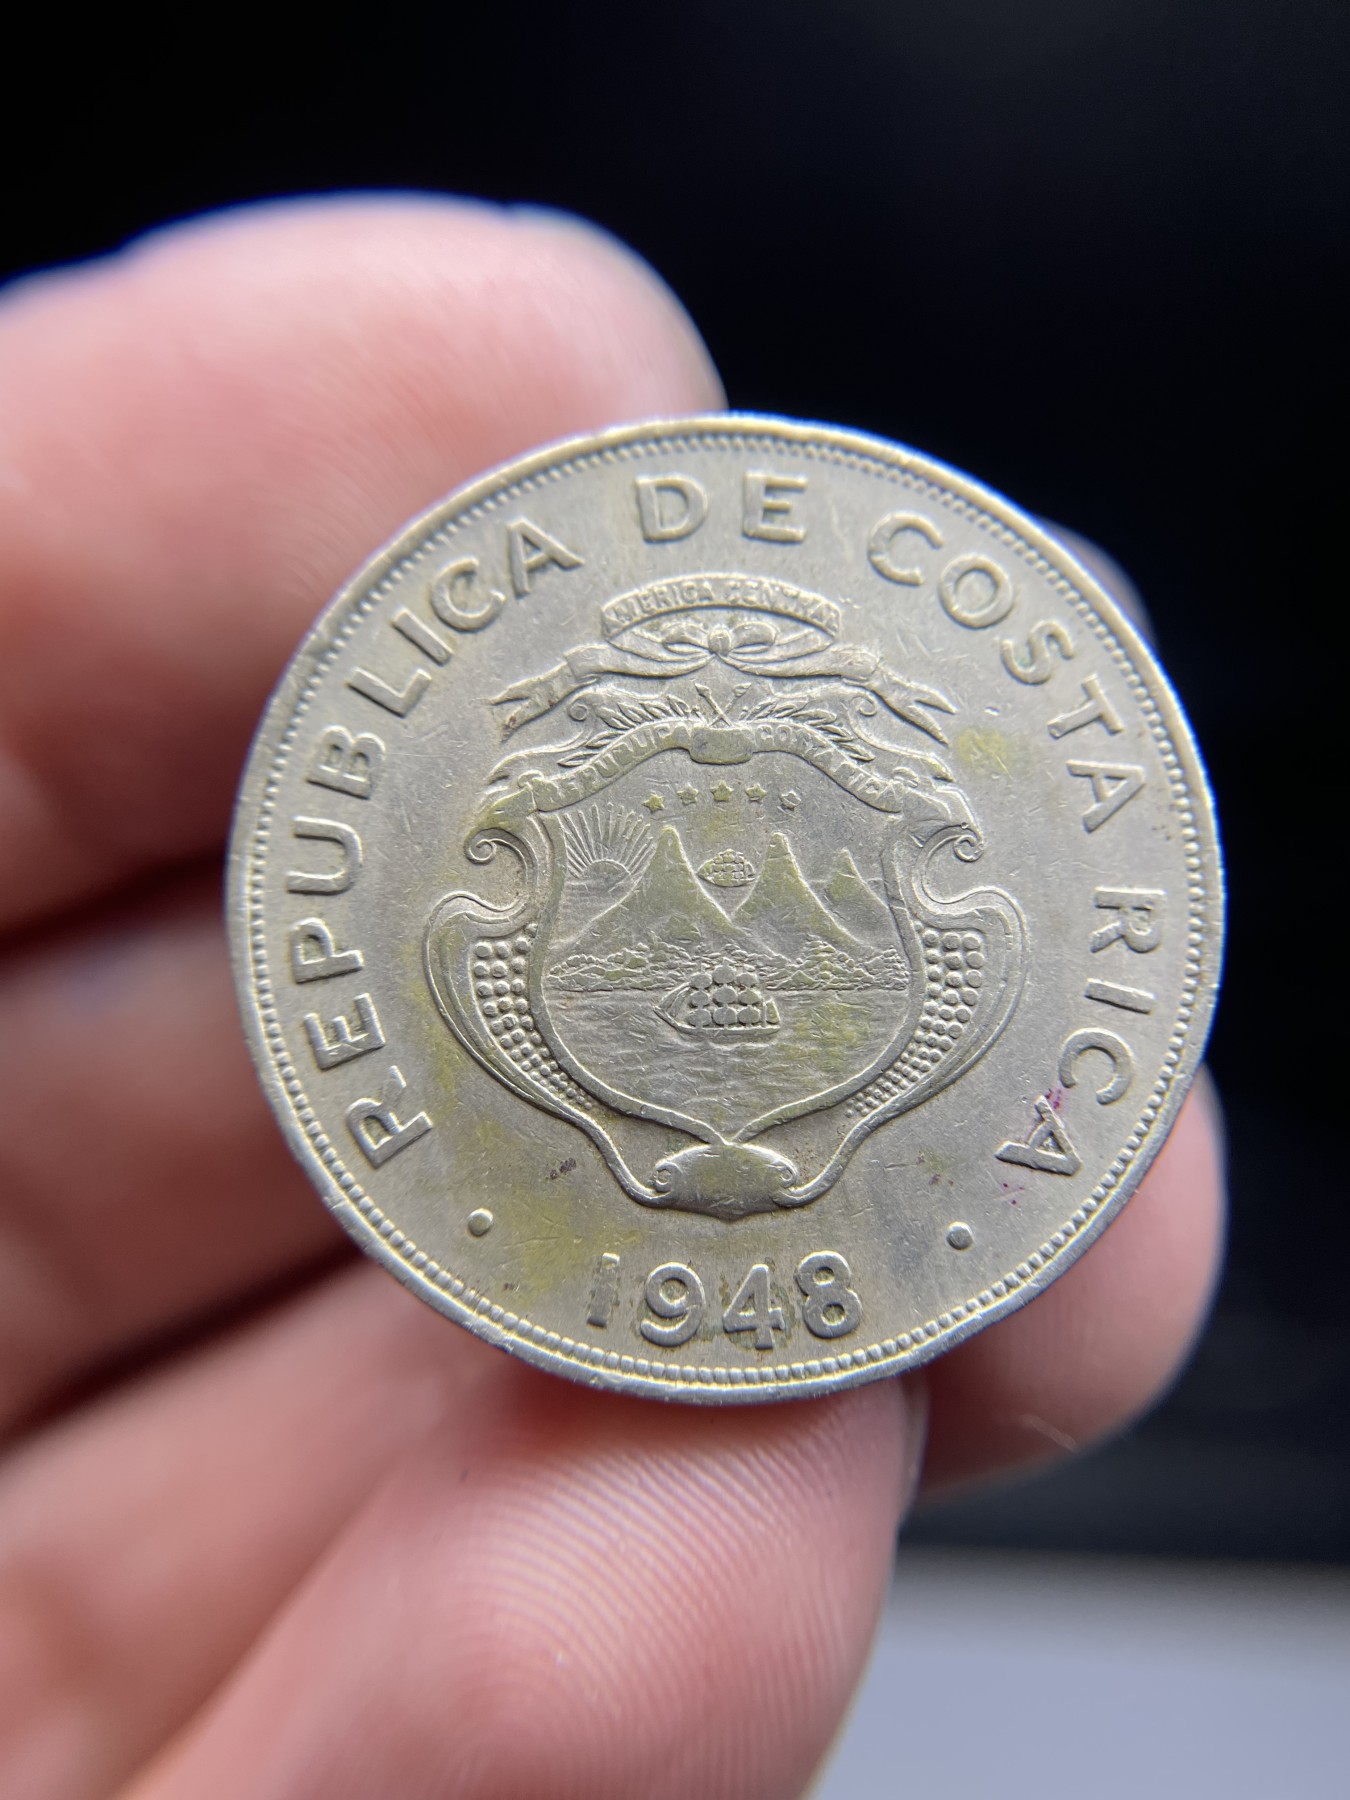 REPUBLICA DE COSTA RICA
AMERICA CENTRAL
REPUBLICA COSTA RICA
1948